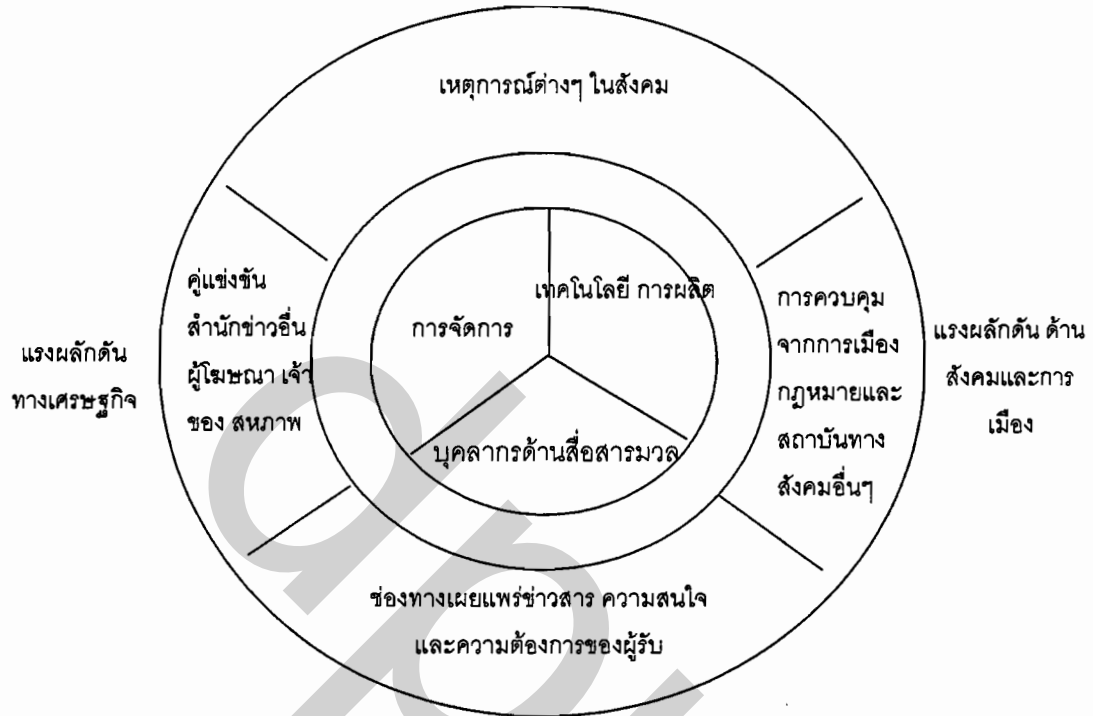 เหตุการณ์ต่างๆ ในสังคม
แรงผลักดัน
ทางเศรษฐกิจ
คู่แข่งขัน
สำนักข่าวอื่น
ผู้โฆษณา เจ้า
ของ สหภาพ
การจัดการ
เทคโนโลยี การผลิต
บุคลากรด้านสื่อสารมวล
การควบคุม
จากการเมือง
กฎหมายและ
สถาบันทาง
สังคมอื่นๆ
แรงผลักดัน ด้าน
สังคมและการ
เมือง
ช่องทางเผยแพร่ข่าวสาร ความสนใจ
และความต้องการของผู้รับ